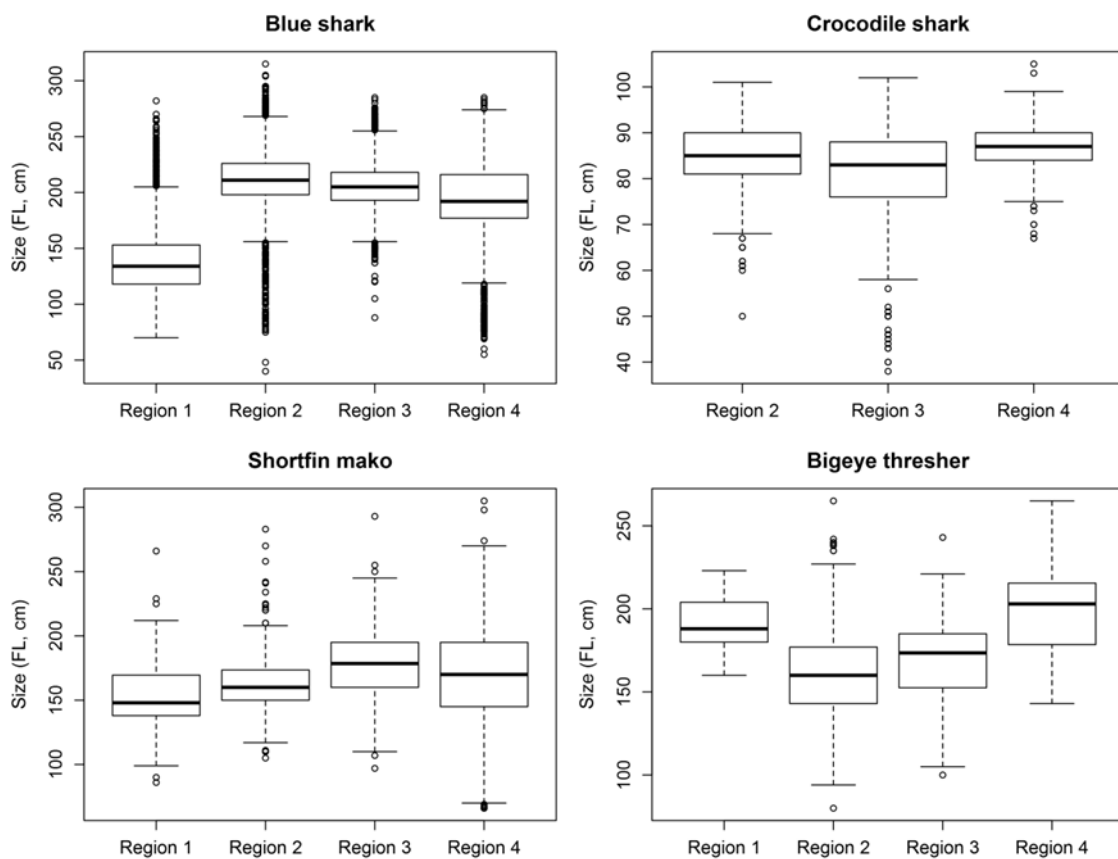 Blue shark
Size (FL, cm)
300
250
200
150
100
50
Region 1 Region 2 Region 3 Region 4
Crocodile shark
Size (FL, cm)
100
90
80
70
60
50
40
Region 2 Region 3 Region 4
Shortfin mako
Size (FL, cm)
300
250
200
150
100
Region 1 Region 2 Region 3 Region 4
Bigeye thresher
Size (FL, cm)
250
200
150
100
Region 1 Region 2 Region 3 Region 4